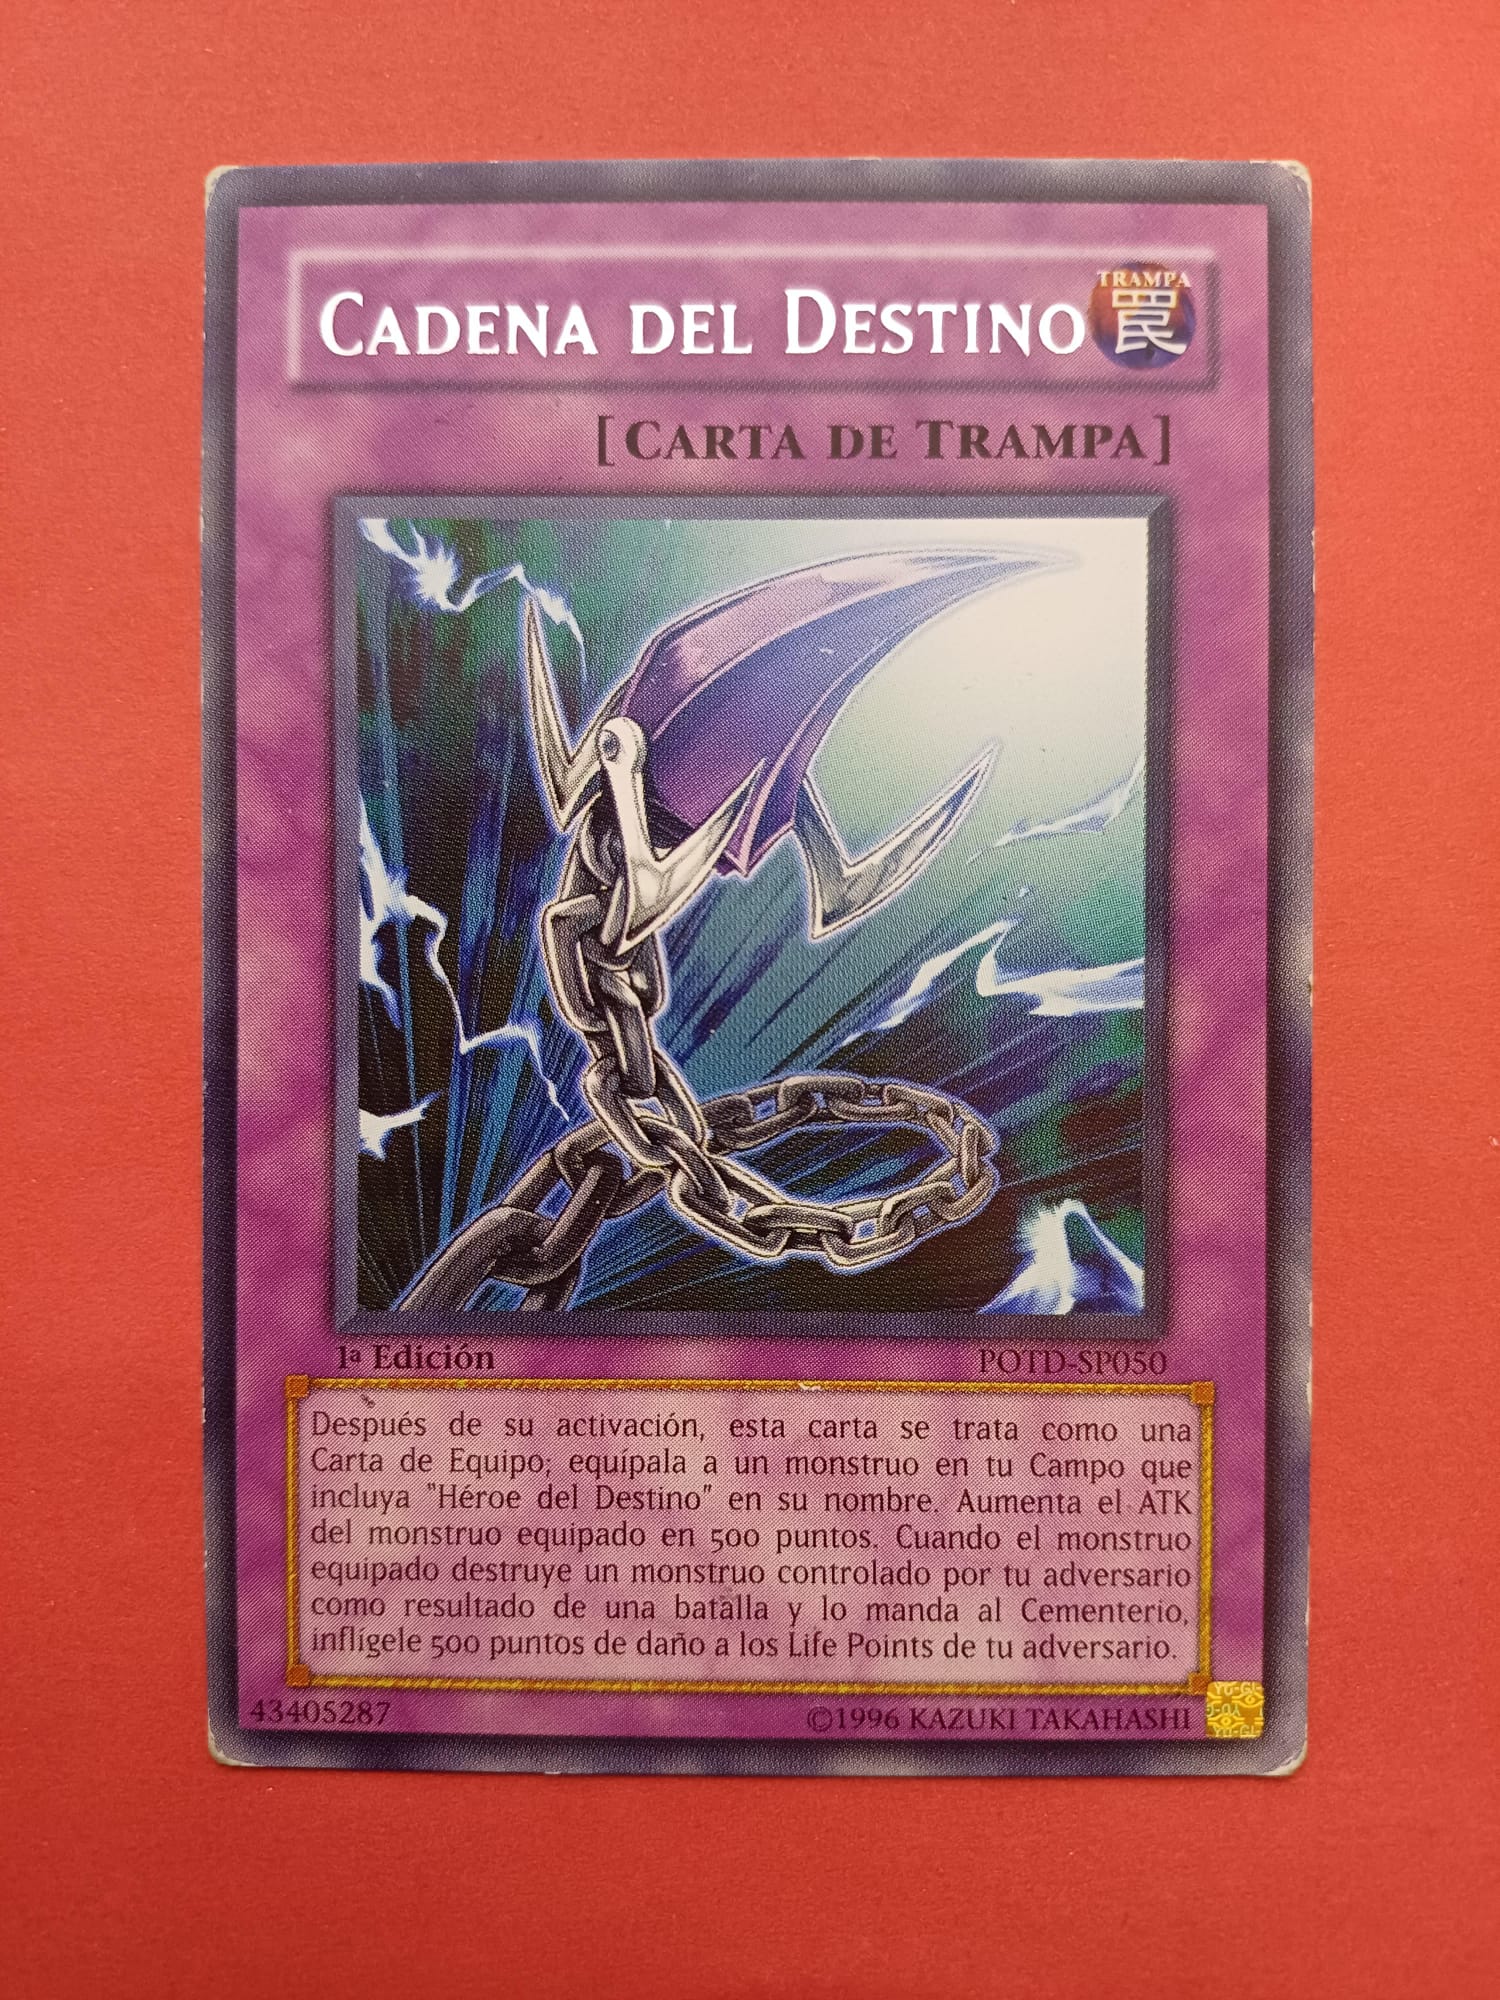 CADENA DEL DESTINO
TRAMPA
罠
[CARTA DE TRAMPA]
1ª Edición
POTD-SP050
Después de su activación, esta carta se trata como una
Carta de Equipo; equípala a un monstruo en tu Campo que
incluya "Héroe del Destino" en su nombre. Aumenta el ATK
del monstruo equipado en 500 puntos. Cuando el monstruo
equipado destruye un monstruo controlado por tu adversario
como resultado de una batalla y lo manda al Cementerio,
inflígele 500 puntos de daño a los Life Points de tu adversario.
43405287
©1996 KAZUKI TAKAHASHI